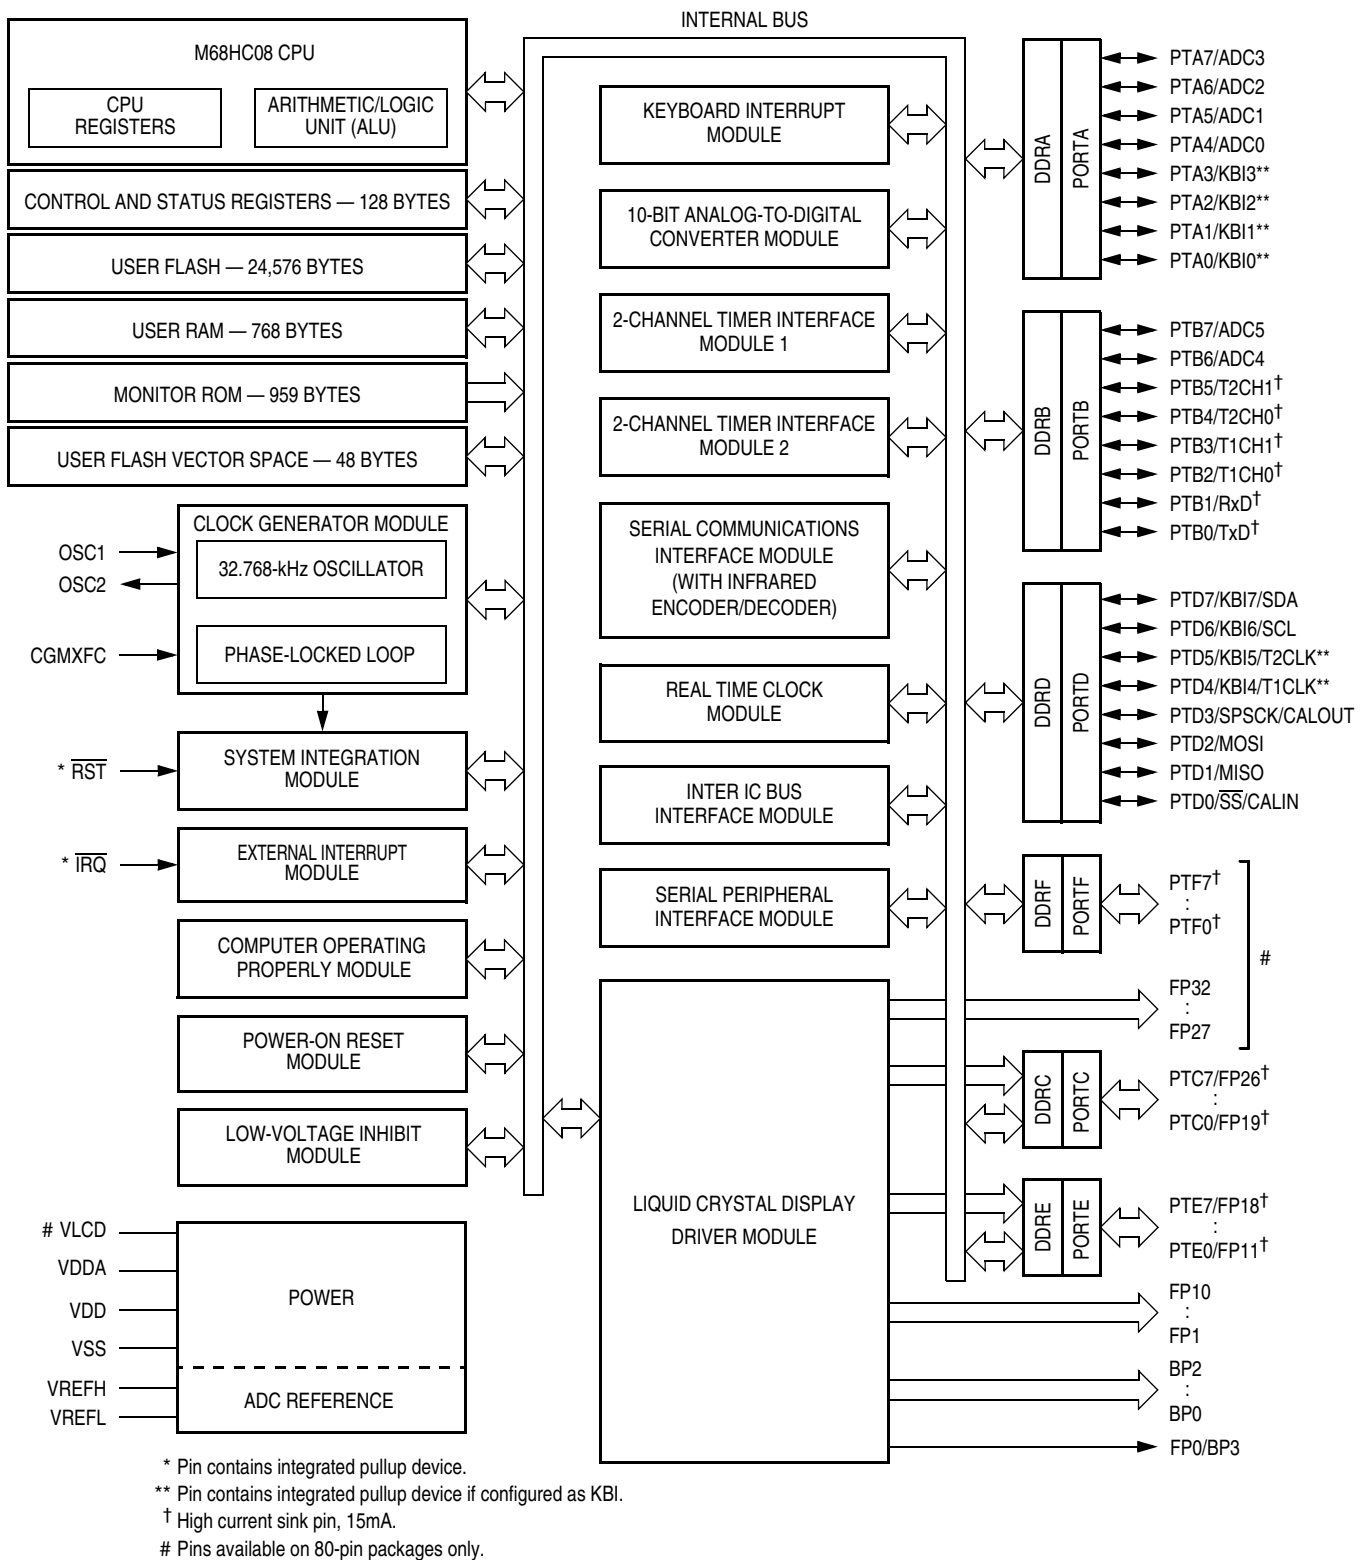 INTERNAL BUS
M68HC08 CPU
CPU
REGISTERS
ARITHMETIC/LOGIC
UNIT (ALU)
CONTROL AND STATUS REGISTERS — 128 BYTES
USER FLASH — 24,576 BYTES
USER RAM — 768 BYTES
MONITOR ROM — 959 BYTES
USER FLASH VECTOR SPACE — 48 BYTES
CLOCK GENERATOR MODULE
32.768-kHz OSCILLATOR
PHASE-LOCKED LOOP
OSC1
OSC2
CGMXFC
SYSTEM INTEGRATION
MODULE
* RST
EXTERNAL INTERRUPT
MODULE
* IRQ
COMPUTER OPERATING
PROPERLY MODULE
POWER-ON RESET
MODULE
LOW-VOLTAGE INHIBIT
MODULE
# VLCD
VDDA
VDD
VSS
VREFH
VREFL
POWER
ADC REFERENCE
KEYBOARD INTERRUPT
MODULE
10-BIT ANALOG-TO-DIGITAL
CONVERTER MODULE
2-CHANNEL TIMER INTERFACE
MODULE 1
2-CHANNEL TIMER INTERFACE
MODULE 2
SERIAL COMMUNICATIONS
INTERFACE MODULE
(WITH INFRARED
ENCODER/DECODER)
REAL TIME CLOCK
MODULE
INTER IC BUS
INTERFACE MODULE
SERIAL PERIPHERAL
INTERFACE MODULE
LIQUID CRYSTAL DISPLAY
DRIVER MODULE
DDRA
PORTA
PTA7/ADC3
PTA6/ADC2
PTA5/ADC1
PTA4/ADC0
PTA3/KBI3**
PTA2/KBI2**
PTA1/KBI1**
PTA0/KBI0**
DDRB
PORTB
PTB7/ADC5
PTB6/ADC4
PTB5/T2CH1†
PTB4/T2CH0†
PTB3/T1CH1†
PTB2/T1CH0†
PTB1/RxD†
PTB0/TxD†
DDRD
PORTD
PTD7/KBI7/SDA
PTD6/KBI6/SCL
PTD5/KBI5/T2CLK**
PTD4/KBI4/T1CLK**
PTD3/SPSCK/CALOUT
PTD2/MOSI
PTD1/MISO
PTD0/SS/CALIN
DDRF
PORTF
PTF7†
:
PTF0†
#
FP32
:
FP27
DDRC
PORTC
PTC7/FP26†
:
PTC0/FP19†
DDRE
PORTE
PTE7/FP18†
:
PTE0/FP11†
FP10
:
FP1
BP2
:
BP0
FP0/BP3
* Pin contains integrated pullup device.
** Pin contains integrated pullup device if configured as KBI.
† High current sink pin, 15mA.
# Pins available on 80-pin packages only.